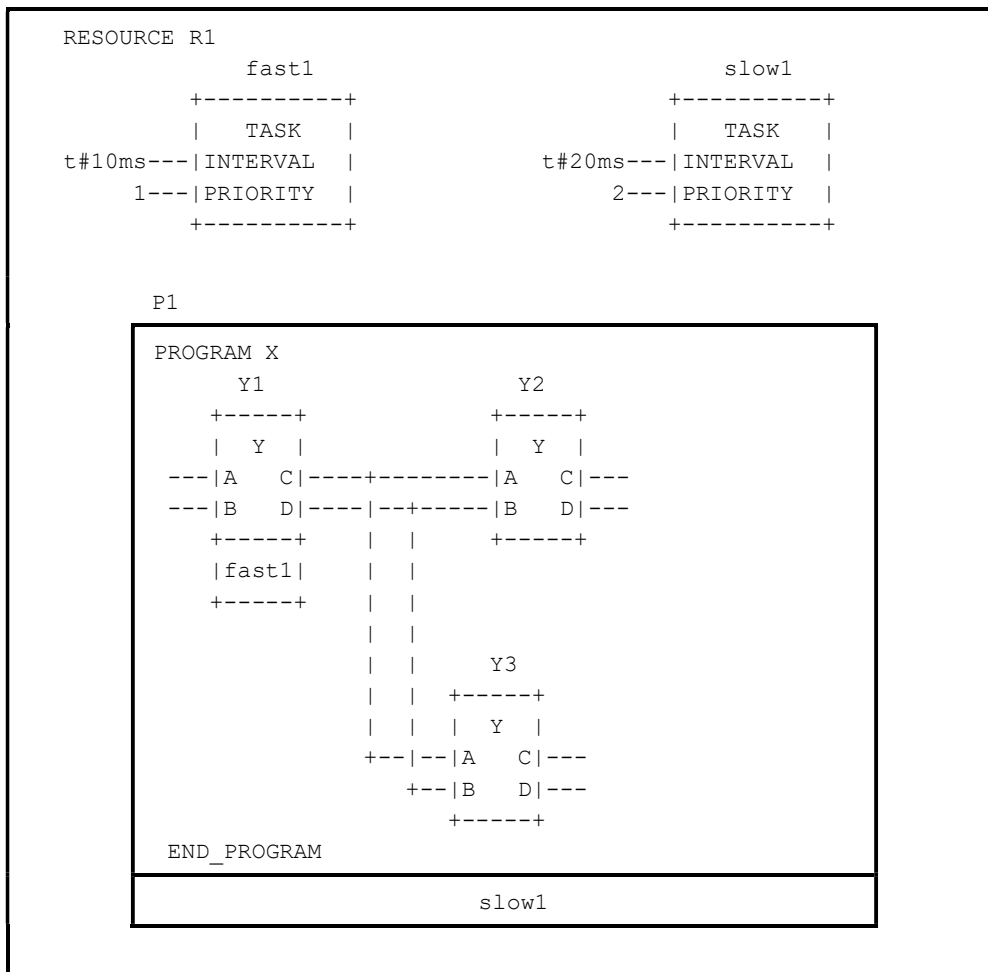 RESOURCE R1
fast1 slow1
+----------+ +----------+
| TASK | | TASK |
t#10ms---|INTERVAL | t#20ms---|INTERVAL |
1---|PRIORITY | 2---|PRIORITY |
+----------+ +----------+
P1
PROGRAM X
Y1 Y2
+-----+ +-----+
| Y | | Y |
---|A C|----+--------|A C|---
---|B D|----|--+-----|B D|---
+-----+ | | +-----+
|fast1| | |
+-----+ | |
| |
| | Y3
| | +-----+
| | | Y |
+--|--|A C|---
+--|B D|---
+-----+
END_PROGRAM
slow1